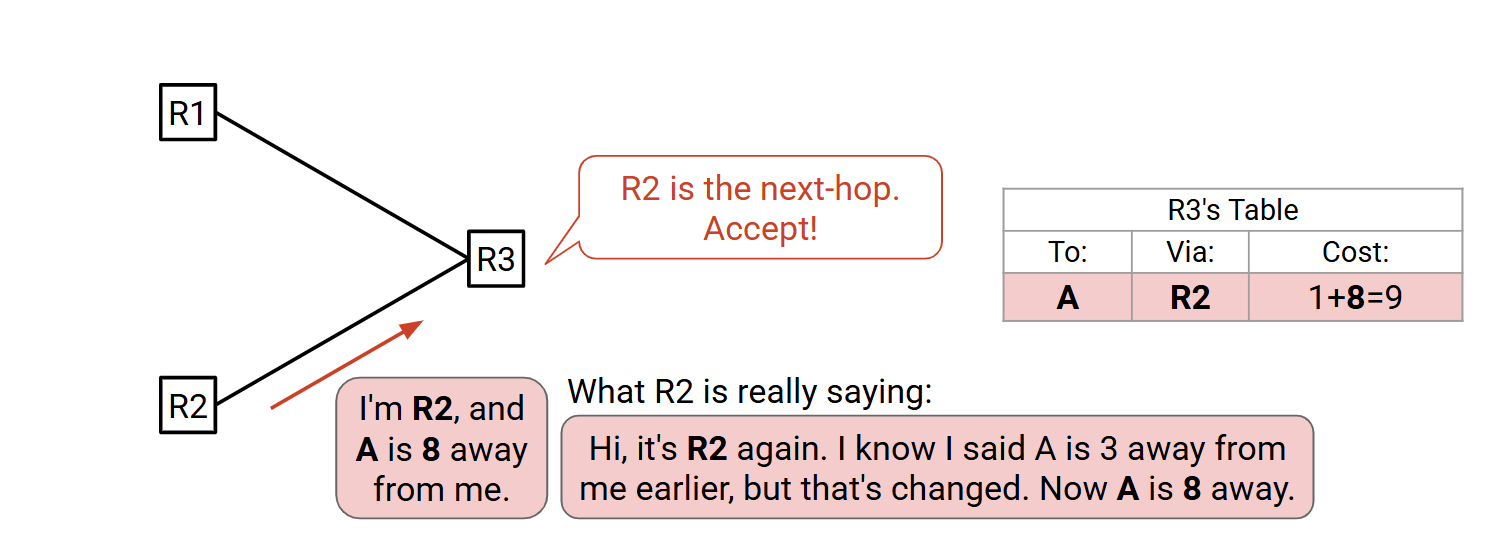 R1
R2 is the next-hop.
Accept!
R3
R3's Table
To: Via: Cost:
A R2 1+8=9
R2
I'm R2, and
A is 8 away
from me.
What R2 is really saying:
Hi, it's R2 again. I know I said A is 3 away from
me earlier, but that's changed. Now A is 8 away.